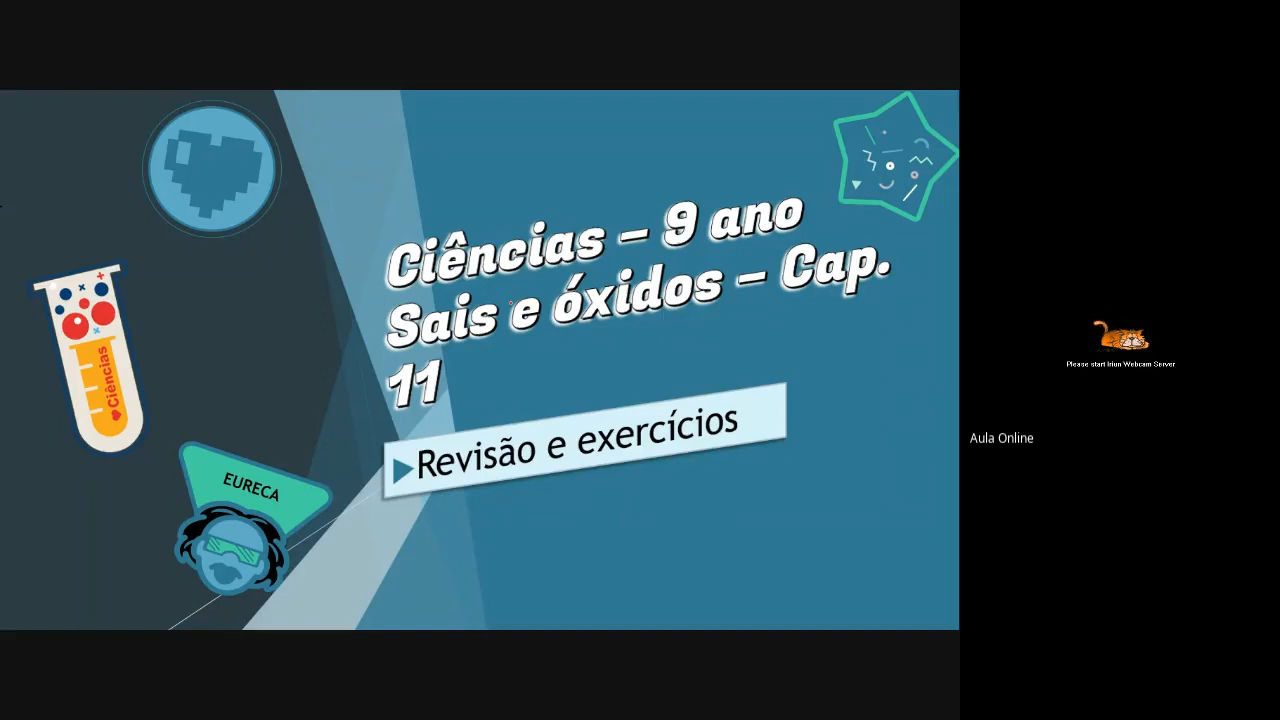 Ciências – 9 ano
Sais e óxidos – Cap.
11
Revisão e exercícios
Ciências
EURECA
Please start Iriun Webcam Server
Aula Online